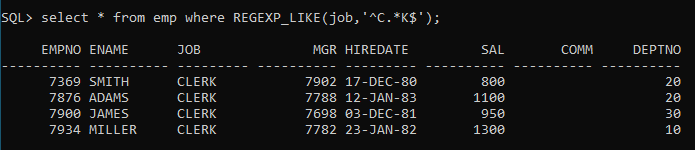 SQL> select * from emp where REGEXP_LIKE(job,'^C.*K$');
EMPNO ENAME JOB MGR HIREDATE SAL COMM DEPTNO
---------- ---------- --------- ---------- --------- ---------- ---------- ----------
7369 SMITH CLERK 7902 17-DEC-80 800 20
7876 ADAMS CLERK 7788 12-JAN-83 1100 20
7900 JAMES CLERK 7698 03-DEC-81 950 30
7934 MILLER CLERK 7782 23-JAN-82 1300 10